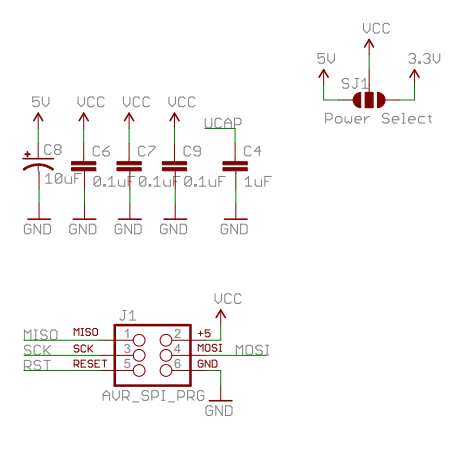 VCC
5V 3.3V
SJ1
Power Select
5V VCC VCC VCC
UCAP
C8 C6 C7 C9 C4
10uF 0.1uF 0.1uF 0.1uF 1uF
GND GND GND GND GND
VCC
J1
MISO MISO 1 2 +5
SCK SCK 3 4 MOSI MOSI
RST RESET 5 6 GND
AVR_SPI_PRG
GND